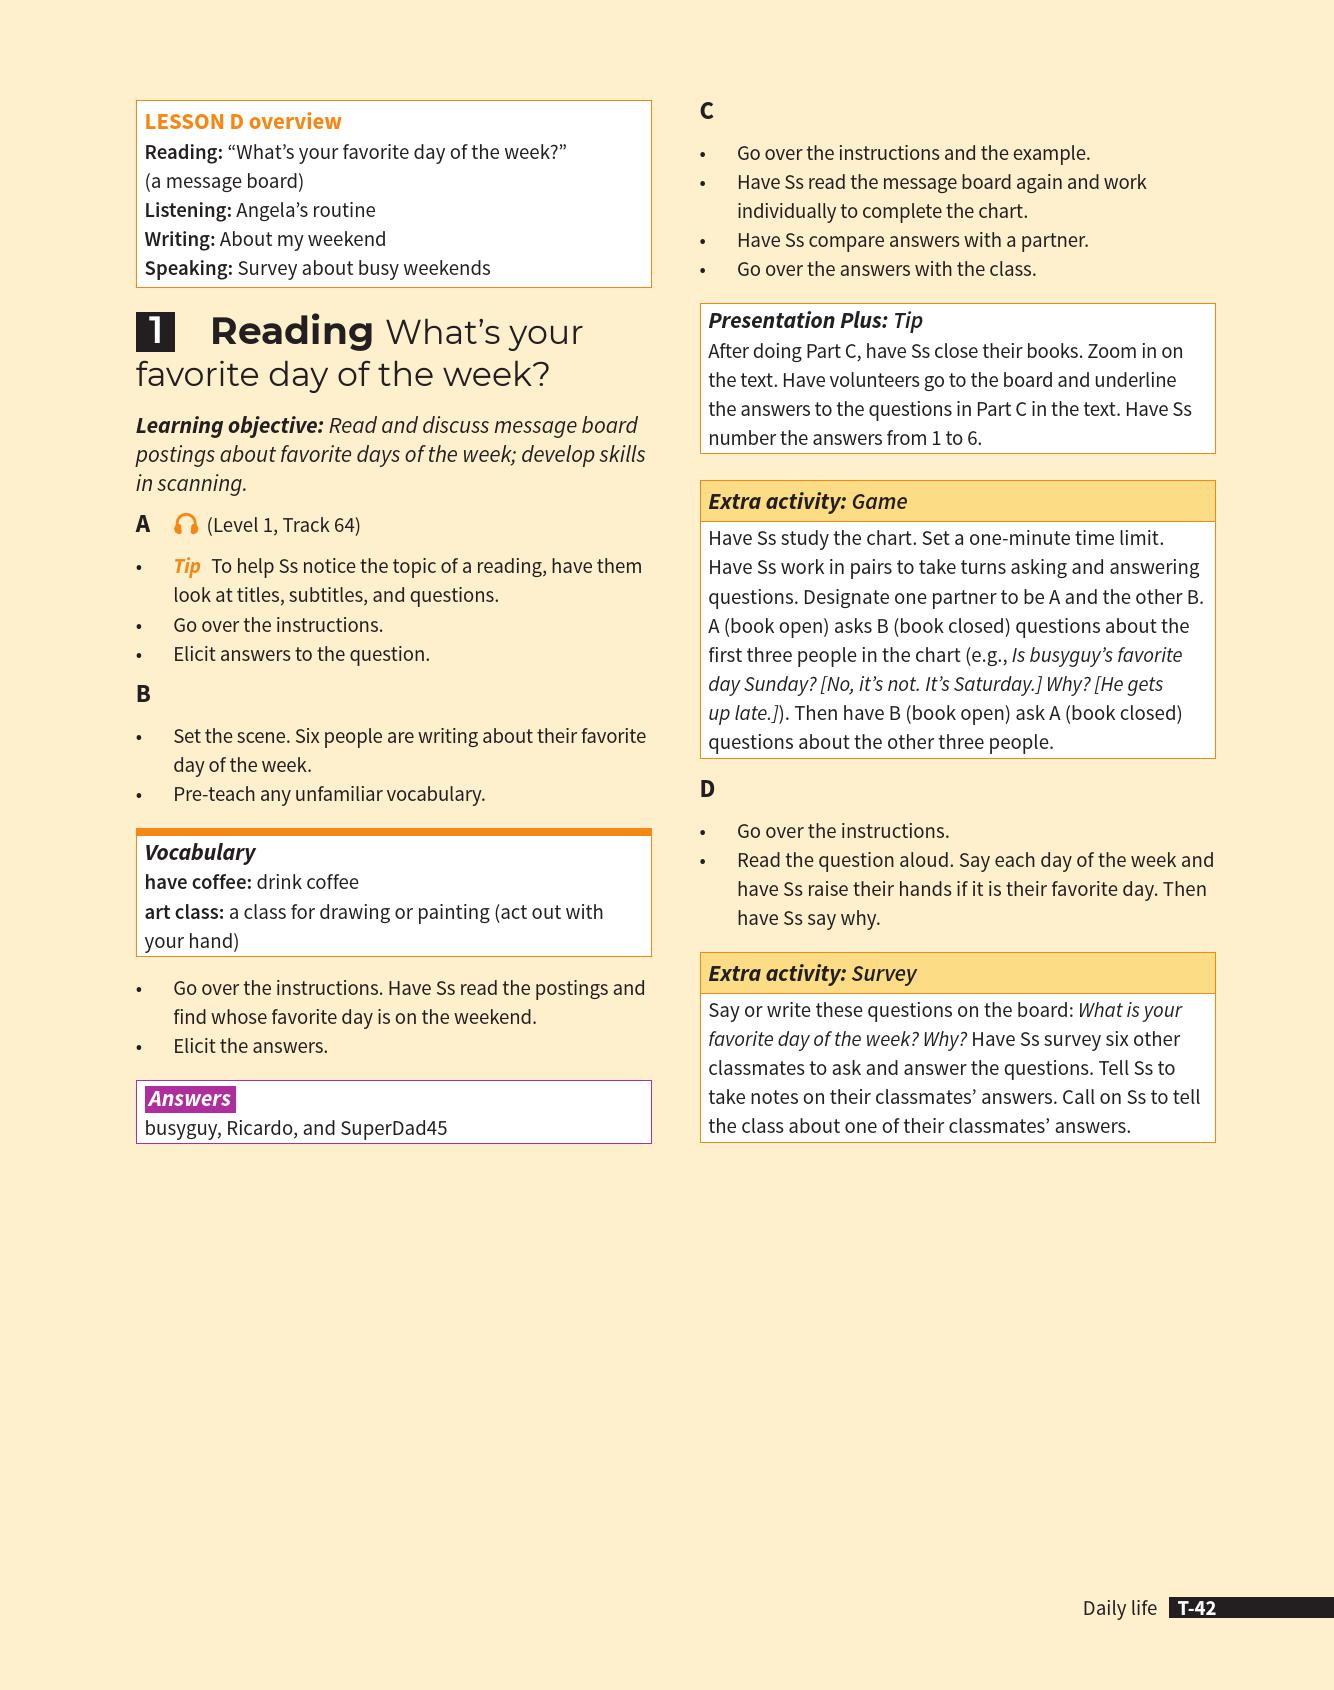 LESSON D overview
Reading: “What’s your favorite day of the week?”
(a message board)
Listening: Angela’s routine
Writing: About my weekend
Speaking: Survey about busy weekends
1 Reading What’s your
favorite day of the week?
Learning objective: Read and discuss message board
postings about favorite days of the week; develop skills
in scanning.
A (Level 1, Track 64)
• Tip To help Ss notice the topic of a reading, have them
look at titles, subtitles, and questions.
• Go over the instructions.
• Elicit answers to the question.
B
• Set the scene. Six people are writing about their favorite
day of the week.
• Pre-teach any unfamiliar vocabulary.
Vocabulary
have coffee: drink coffee
art class: a class for drawing or painting (act out with
your hand)
• Go over the instructions. Have Ss read the postings and
find whose favorite day is on the weekend.
• Elicit the answers.
Answers
busyguy, Ricardo, and SuperDad45
C
• Go over the instructions and the example.
• Have Ss read the message board again and work
individually to complete the chart.
• Have Ss compare answers with a partner.
• Go over the answers with the class.
Presentation Plus: Tip
After doing Part C, have Ss close their books. Zoom in on
the text. Have volunteers go to the board and underline
the answers to the questions in Part C in the text. Have Ss
number the answers from 1 to 6.
Extra activity: Game
Have Ss study the chart. Set a one-minute time limit.
Have Ss work in pairs to take turns asking and answering
questions. Designate one partner to be A and the other B.
A (book open) asks B (book closed) questions about the
first three people in the chart (e.g., Is busyguy’s favorite
day Sunday? [No, it’s not. It’s Saturday.] Why? [He gets
up late.]). Then have B (book open) ask A (book closed)
questions about the other three people.
D
• Go over the instructions.
• Read the question aloud. Say each day of the week and
have Ss raise their hands if it is their favorite day. Then
have Ss say why.
Extra activity: Survey
Say or write these questions on the board: What is your
favorite day of the week? Why? Have Ss survey six other
classmates to ask and answer the questions. Tell Ss to
take notes on their classmates’ answers. Call on Ss to tell
the class about one of their classmates’ answers.
Daily life T-42